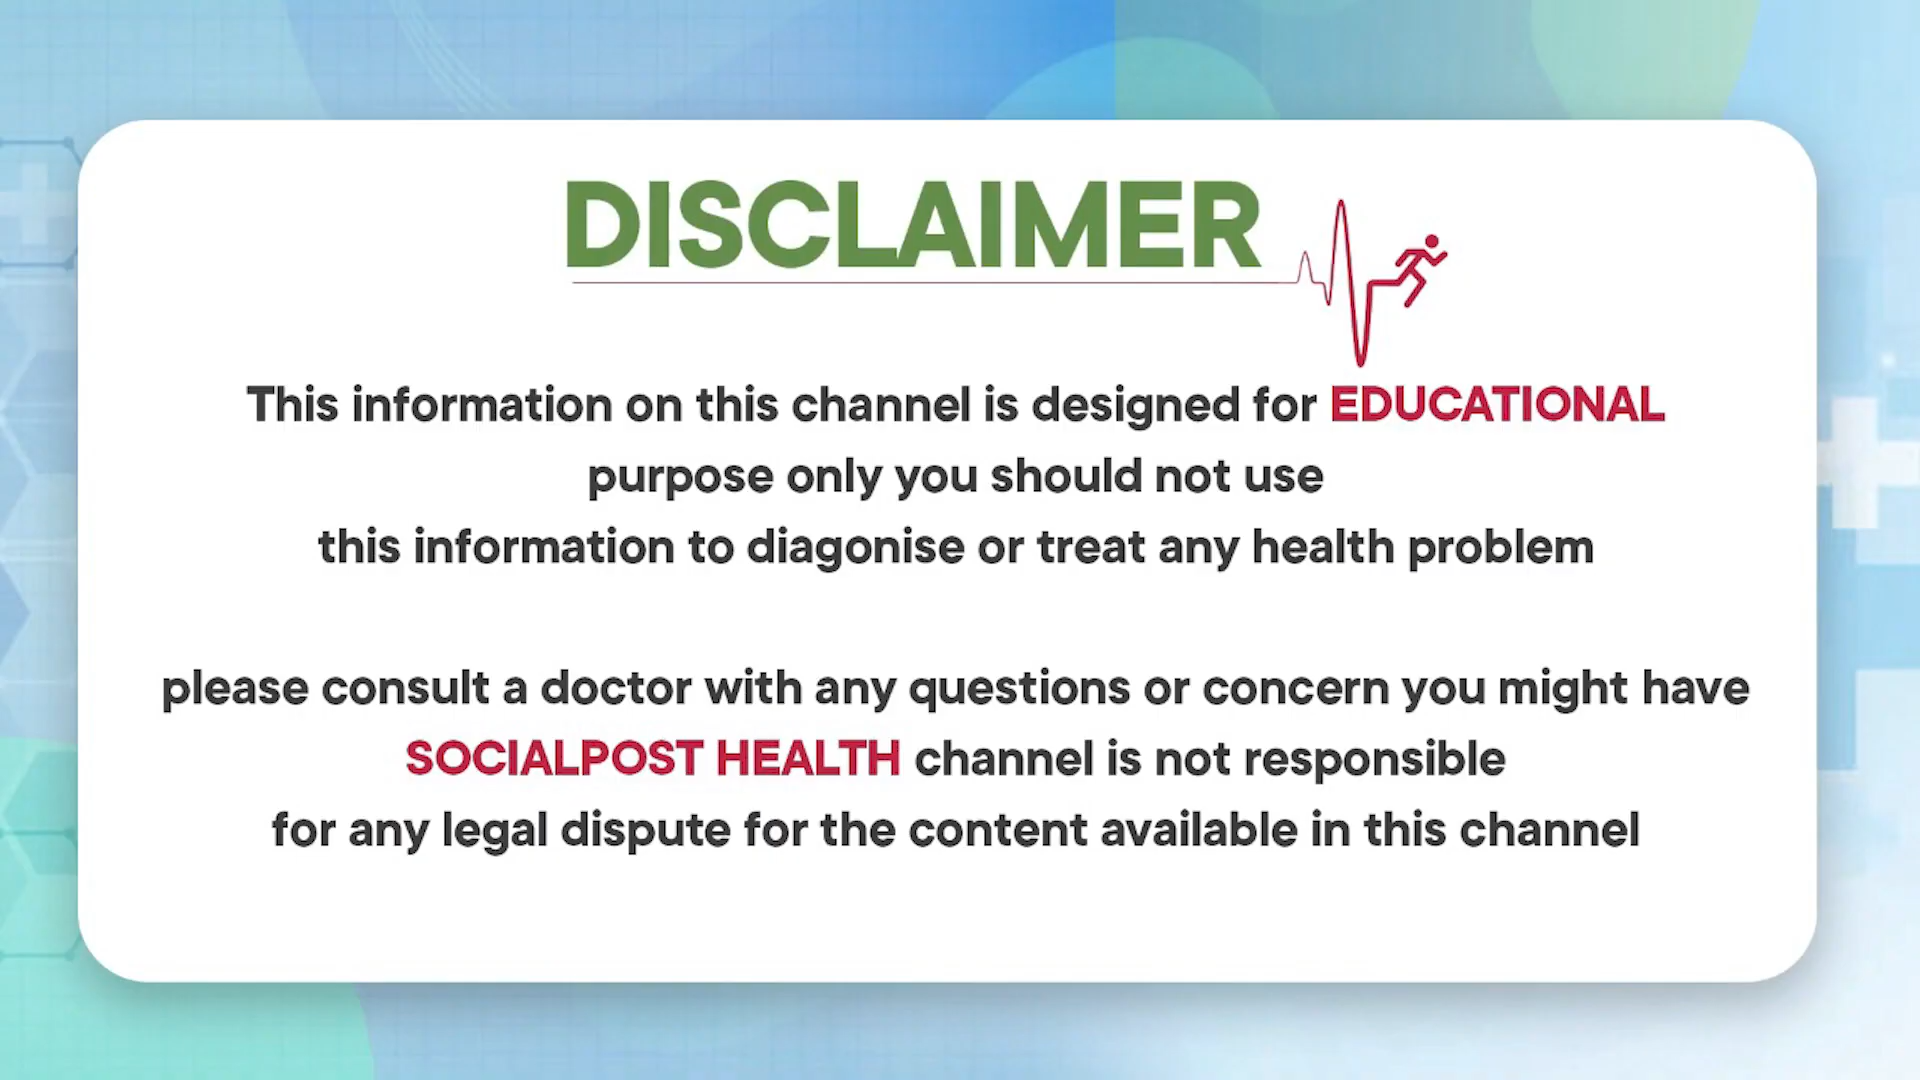 DISCLAIMER
This information on this channel is designed for EDUCATIONAL
purpose only you should not use
this information to diagonise or treat any health problem
please consult a doctor with any questions or concern you might have
SOCIALPOST HEALTH channel is not responsible
for any legal dispute for the content available in this channel